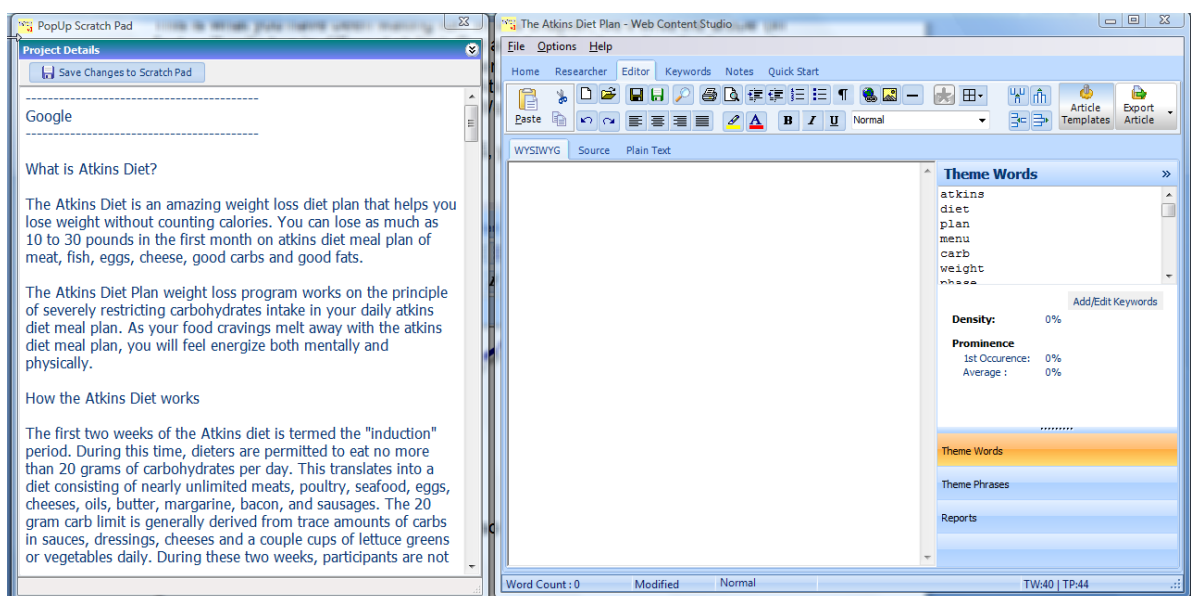 PopUp Scratch Pad
Project Details
Save Changes to Scratch Pad
------------------------------------------
Google
------------------------------------------
What is Atkins Diet?
The Atkins Diet is an amazing weight loss diet plan that helps you
lose weight without counting calories. You can lose as much as
10 to 30 pounds in the first month on atkins diet meal plan of
meat, fish, eggs, cheese, good carbs and good fats.
The Atkins Diet Plan weight loss program works on the principle
of severely restricting carbohydrates intake in your daily atkins
diet meal plan. As your food cravings melt away with the atkins
diet meal plan, you will feel energize both mentally and
physically.
How the Atkins Diet works
The first two weeks of the Atkins diet is termed the "induction"
period. During this time, dieters are permitted to eat no more
than 20 grams of carbohydrates per day. This translates into a
diet consisting of nearly unlimited meats, poultry, seafood, eggs,
cheeses, oils, butter, margarine, bacon, and sausages. The 20
gram carb limit is generally derived from trace amounts of carbs
in sauces, dressings, cheeses and a couple cups of lettuce greens
or vegetables daily. During these two weeks, participants are not
The Atkins Diet Plan - Web Content Studio
File Options Help
Home Researcher Editor Keywords Notes Quick Start
Paste
B I U Normal
Article Templates
Export Article
WYSIWYG Source Plain Text
Theme Words »
atkins
diet
plan
menu
carb
weight
phase
Add/Edit Keywords
Density: 0%
Prominence
1st Occurence: 0%
Average : 0%
Theme Words
Theme Phrases
Reports
Word Count : 0 Modified Normal TW:40 | TP:44